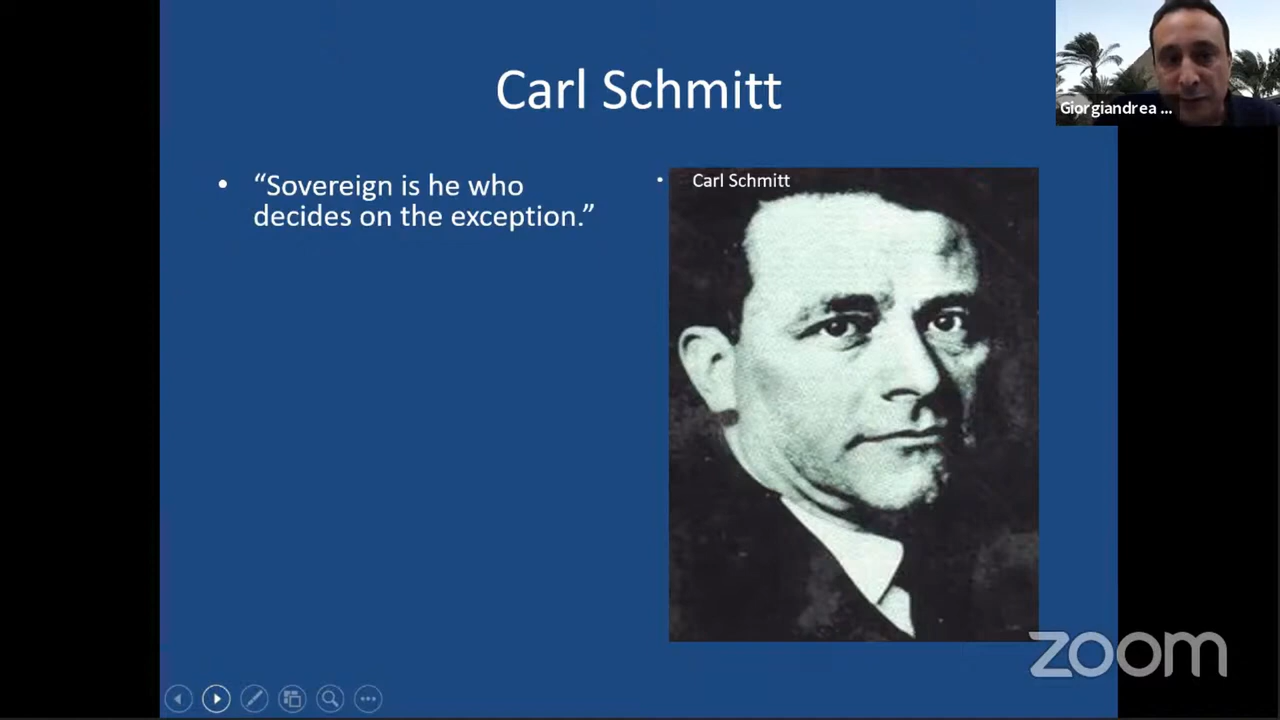 Carl Schmitt
Giorgiandrea ...
• “Sovereign is he who
decides on the exception.”
• Carl Schmitt
zoom